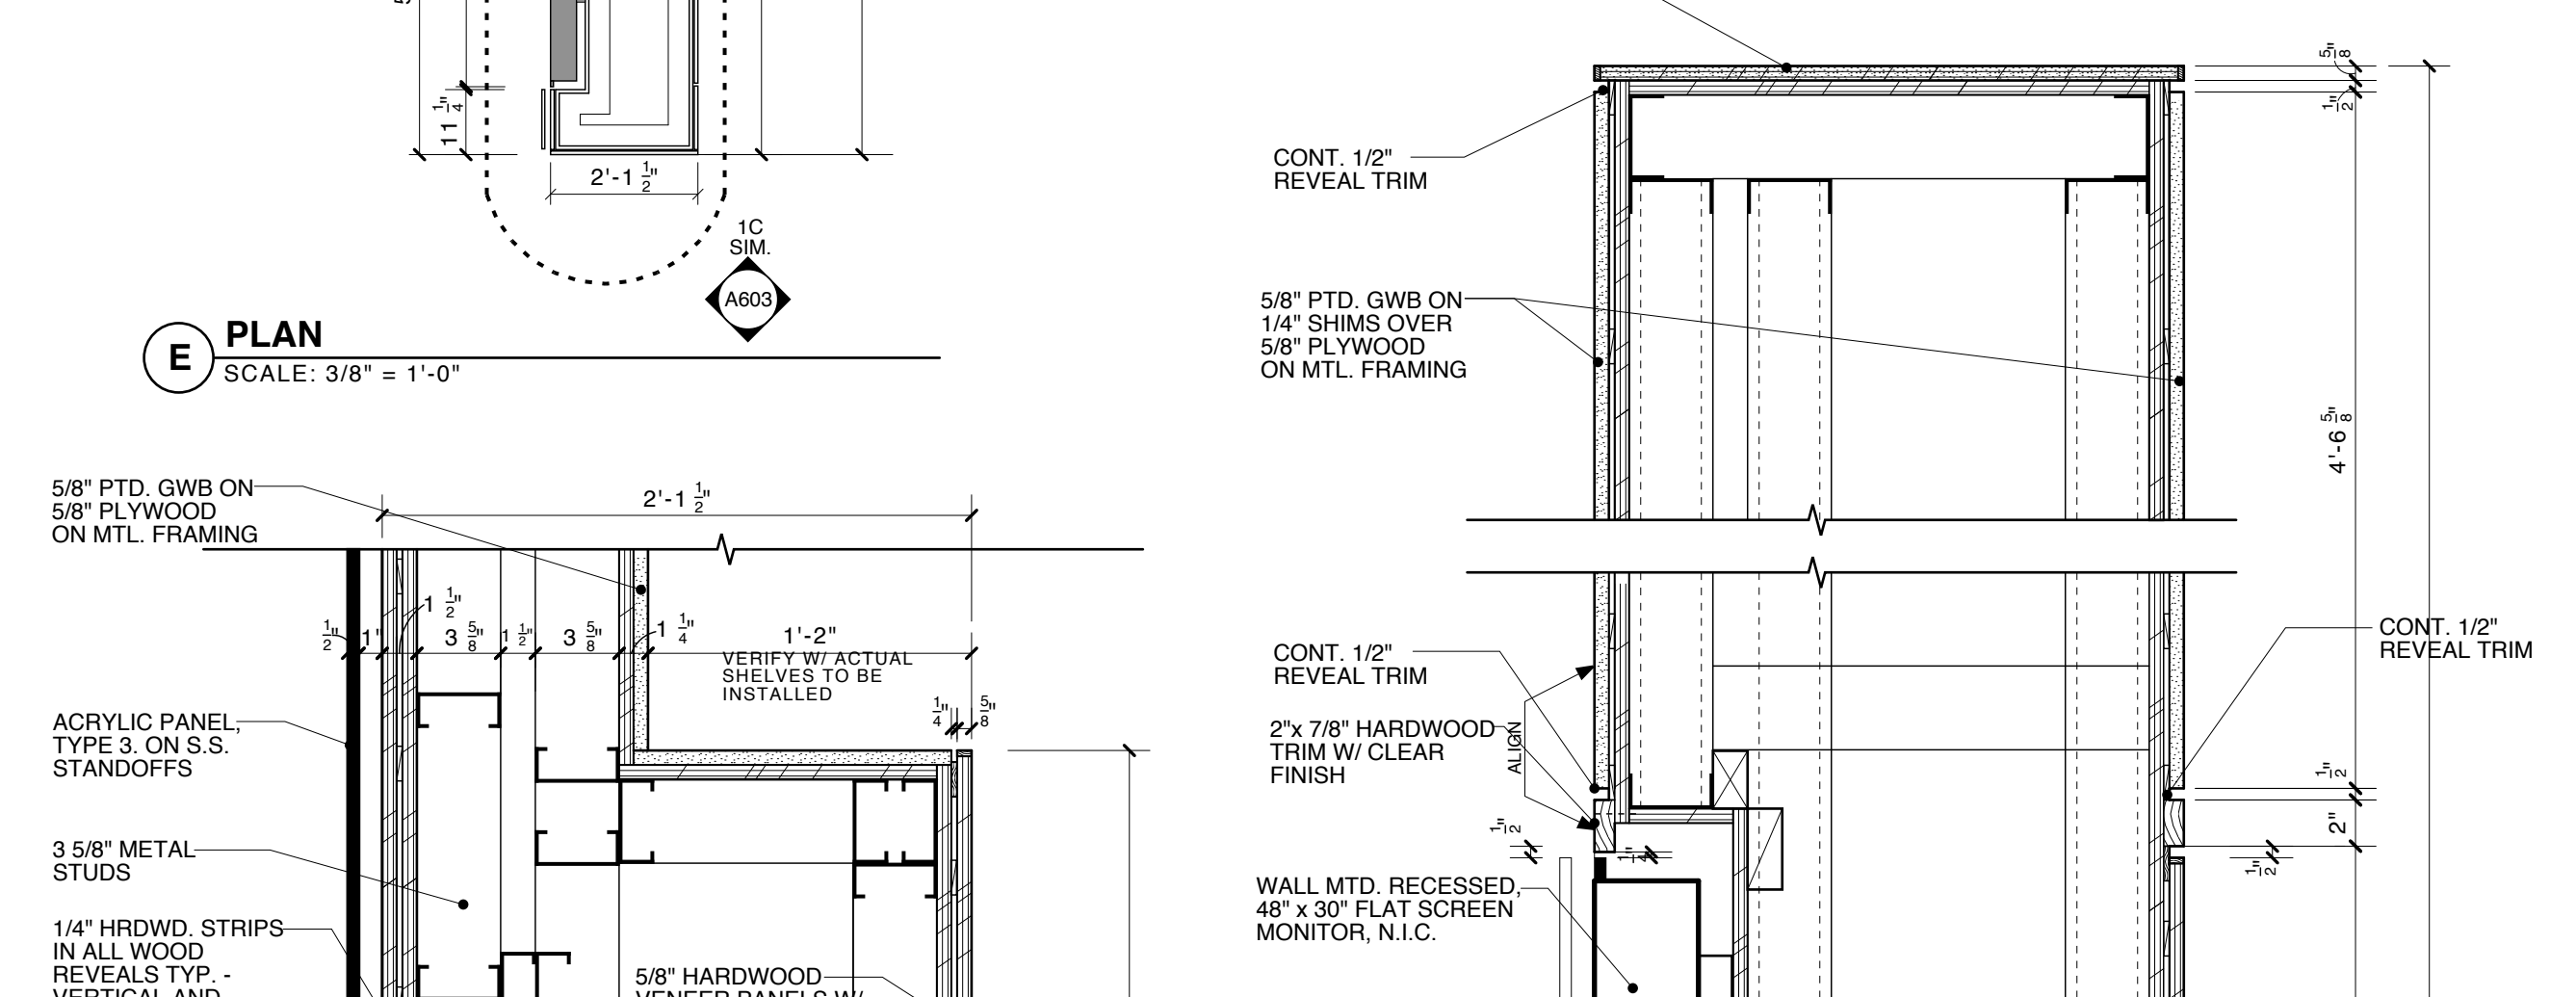 11 1/4"
2'-1 1/2"
1C
SIM.
A603
E
PLAN
SCALE: 3/8" = 1'-0"
5/8" PTD. GWB ON
5/8" PLYWOOD
ON MTL. FRAMING
2'-1 1/2"
1 1/2"
1/2"
1"
3 5/8"
1 1/2"
3 5/8"
1 1/4
1'-2"
VERIFY W/ ACTUAL
SHELVES TO BE
INSTALLED
1/4"
5/8"
ACRYLIC PANEL,
TYPE 3. ON S.S.
STANDOFFS
3 5/8" METAL
STUDS
1/4" HRDWD. STRIPS
IN ALL WOOD
REVEALS TYP. -
VERTICAL AND
5/8" HARDWOOD
VENEER PANELS W/
5/8"
1/2"
CONT. 1/2"
REVEAL TRIM
5/8" PTD. GWB ON
1/4" SHIMS OVER
5/8" PLYWOOD
ON MTL. FRAMING
4'-6 5/8"
CONT. 1/2"
REVEAL TRIM
CONT. 1/2"
REVEAL TRIM
2"x 7/8" HARDWOOD
TRIM W/ CLEAR
FINISH
ALIGN
1/2"
2"
1/2"
1/2"
1/4"
WALL MTD. RECESSED,
48" x 30" FLAT SCREEN
MONITOR, N.I.C.